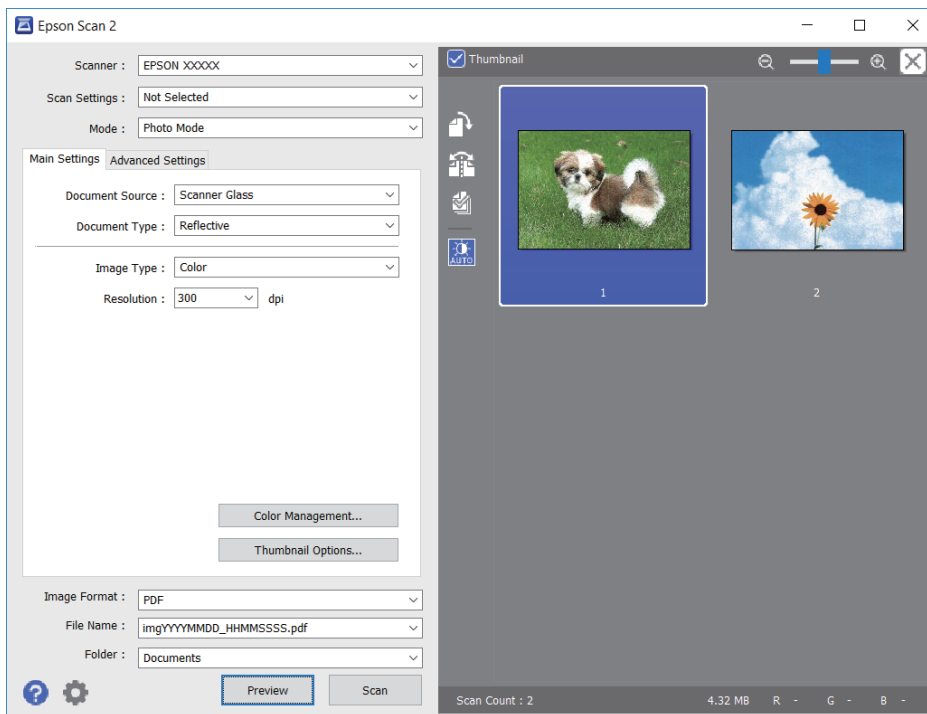 Epson Scan 2
Scanner : EPSON XXXXX
Scan Settings : Not Selected
Mode : Photo Mode
Main Settings Advanced Settings
Document Source : Scanner Glass
Document Type : Reflective
Image Type : Color
Resolution : 300 dpi
Color Management...
Thumbnail Options...
Image Format : PDF
File Name : imgYYYYMMDD_HHMMSSSS.pdf
Folder : Documents
? Preview Scan
Thumbnail
AUTO
1 2
Scan Count : 2 4.32 MB R - G - B -